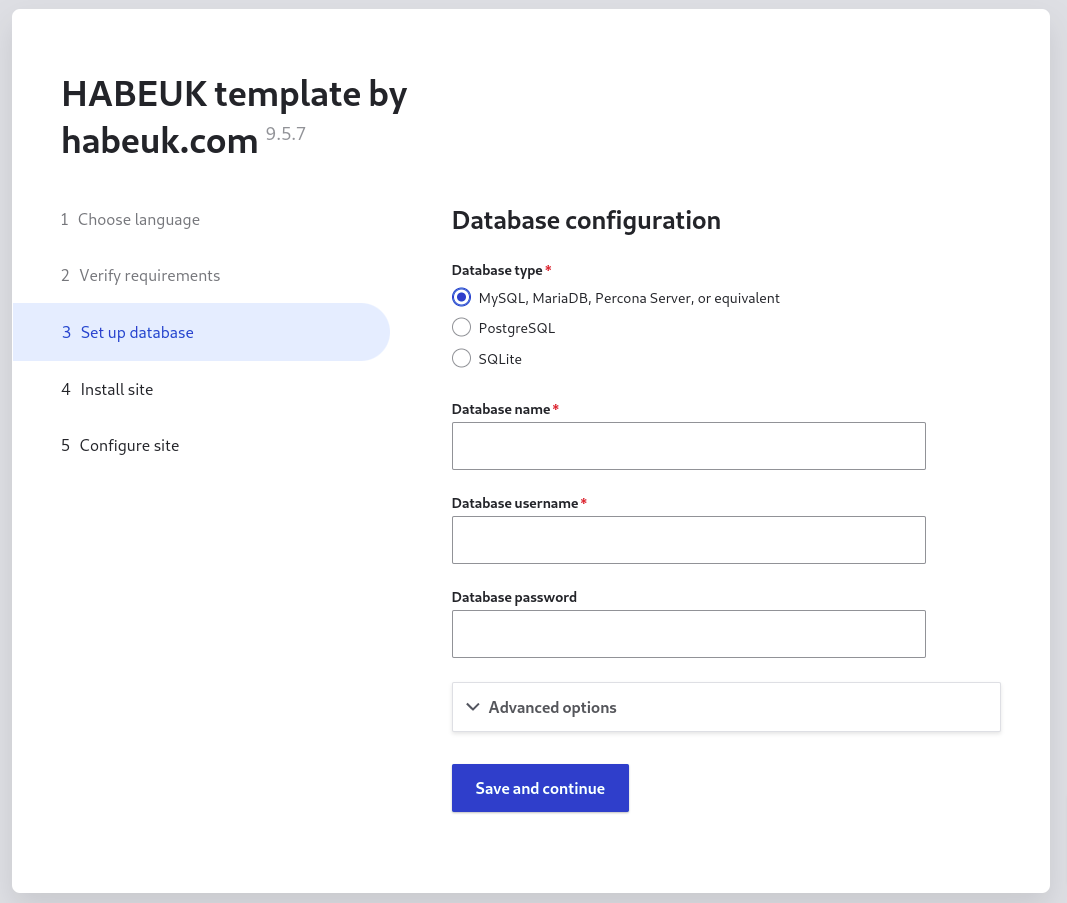 HABEUK template by
habeuk.com 9.5.7
1 Choose language
2 Verify requirements
3 Set up database
4 Install site
5 Configure site
Database configuration
Database type*
MySQL, MariaDB, Percona Server, or equivalent
PostgreSQL
SQLite
Database name*
Database username*
Database password
Advanced options
Save and continue